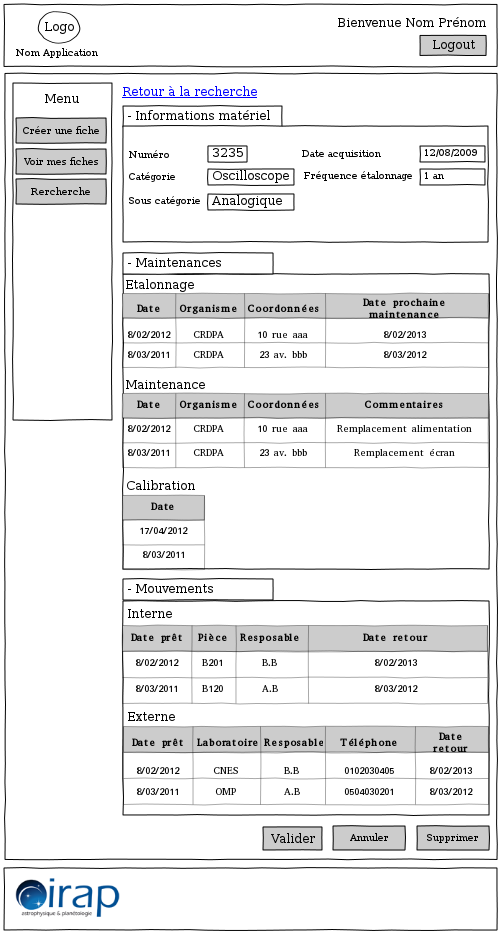 Logo
Nom Application
Bienvenue Nom Prénom
Logout
Menu
Créer une fiche
Voir mes fiches
Rercherche
Retour à la recherche
- Informations matériel
Numéro 3235 Date acquisition 12/08/2009
Catégorie Oscilloscope Fréquence étalonnage 1 an
Sous catégorie Analogique
- Maintenances
Etalonnage
Date Organisme Coordonnées Date prochaine maintenance
8/02/2012 CRDPA 10 rue aaa 8/02/2013
8/03/2011 CRDPA 23 av. bbb 8/03/2012
Maintenance
Date Organisme Coordonnées Commentaires
8/02/2012 CRDPA 10 rue aaa Remplacement alimentation
8/03/2011 CRDPA 23 av. bbb Remplacement écran
Calibration
Date
17/04/2012
8/03/2011
- Mouvements
Interne
Date prêt Pièce Resposable Date retour
8/02/2012 B201 B.B 8/02/2013
8/03/2011 B120 A.B 8/03/2012
Externe
Date prêt Laboratoire Resposable Téléphone Date retour
8/02/2012 CNES B.B 0102030405 8/02/2013
8/03/2011 OMP A.B 0504030201 8/03/2012
Valider Annuler Supprimer
irap
astrophysique & planétologie